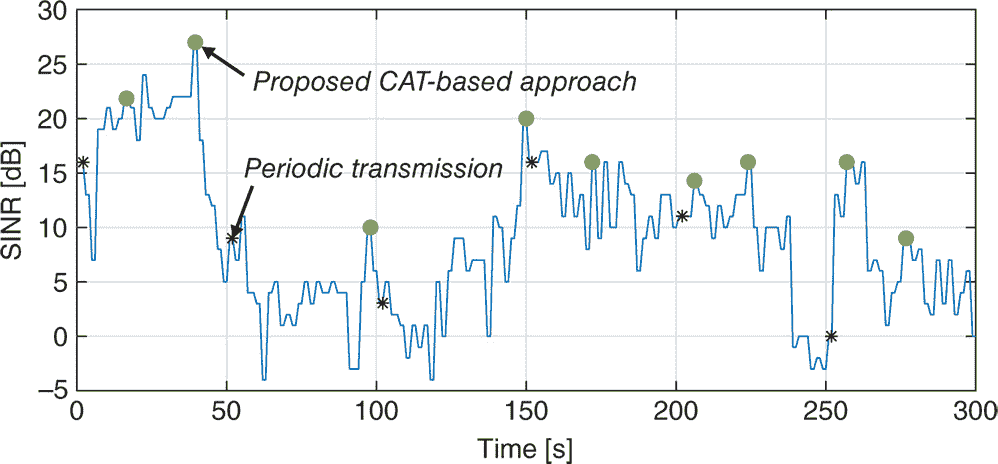 30
25
20
15
10
5
0
–5
SINR [dB]
Proposed CAT-based approach
Periodic transmission
0 50 100 150 200 250 300
Time [s]